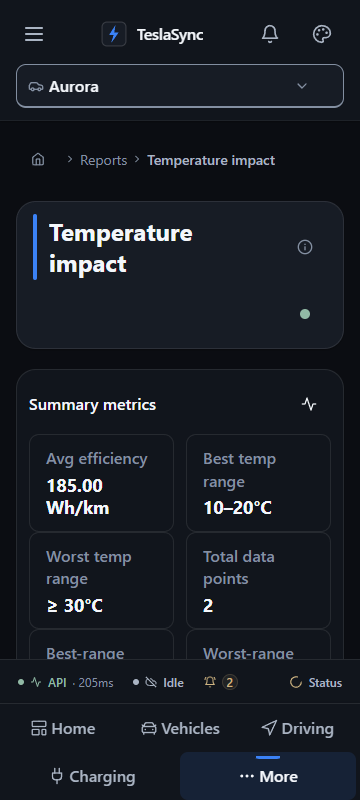 TeslaSync
Aurora
Reports
Temperature impact
Temperature
impact
Summary metrics
Avg efficiency
185.00
Wh/km
Best temp
range
10–20°C
Worst temp
range
≥ 30°C
Total data
points
2
Best-range
Worst-range
API · 205ms
Idle
2
Status
Home
Vehicles
Driving
Charging
More